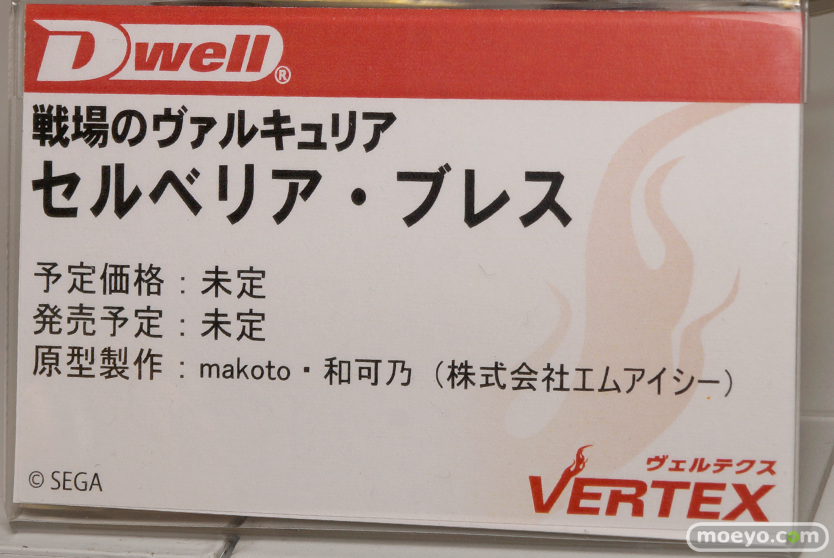 Dwell®
戦場のヴァルキュリア
セルベリア・ブレス
予定価格：未定
発売予定：未定
原型製作：makoto・和可乃（株式会社エムアイシー）
© SEGA
ヴェルテクス
VERTEX
moeyo.com